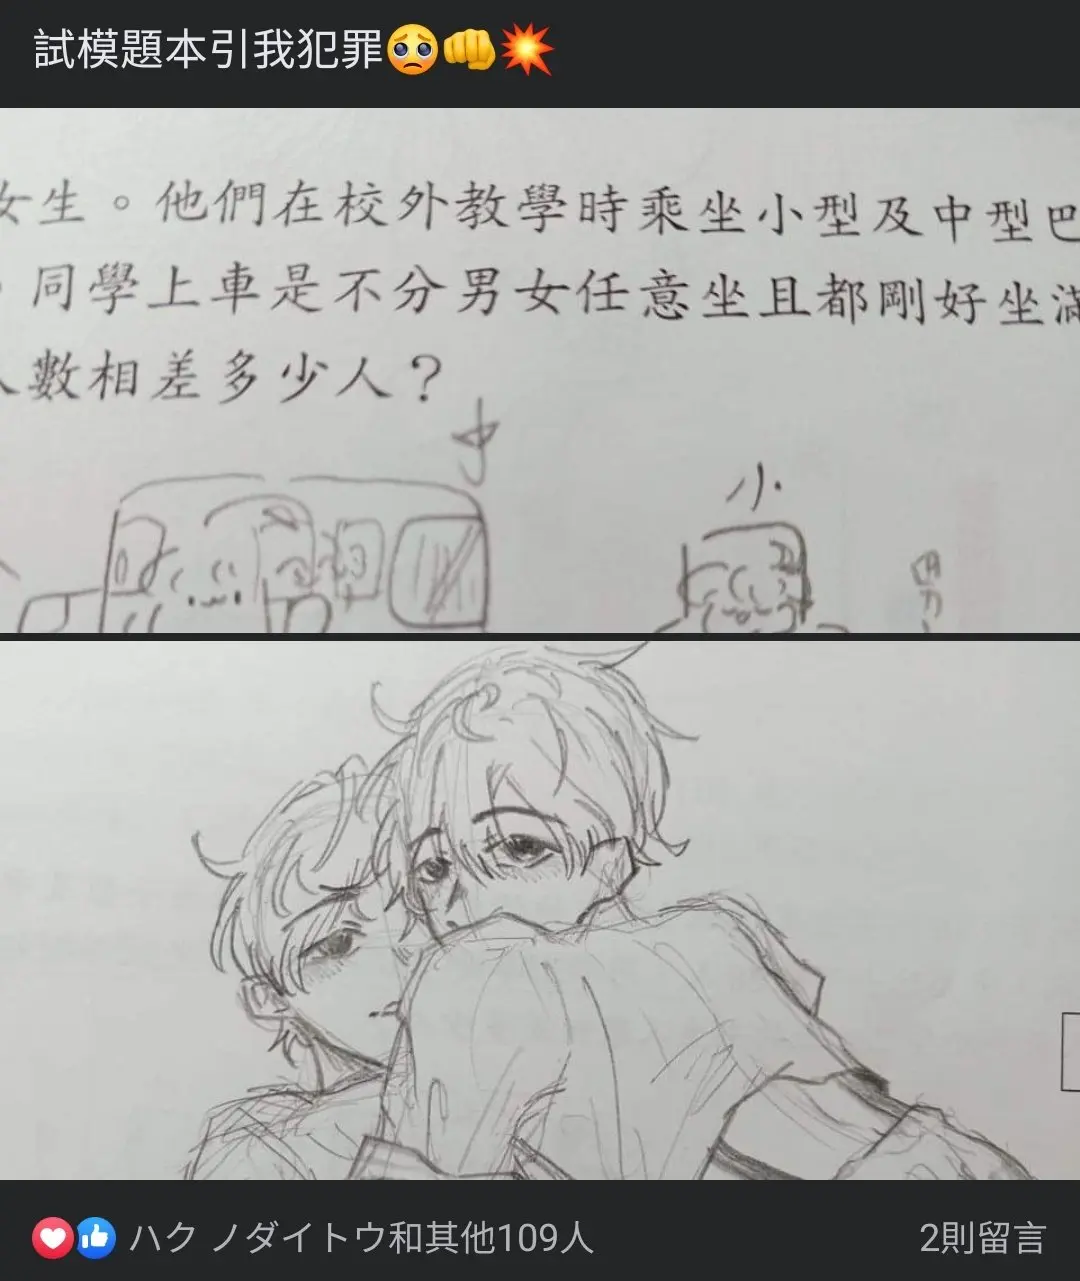 試模題本引我犯罪🥺👊💥
女生。他們在校外教學時乘坐小型及中型巴
。同學上車是不分男女任意坐且都剛好坐滿
人數相差多少人？
中
小
ハク ノダイトウ和其他109人
2則留言